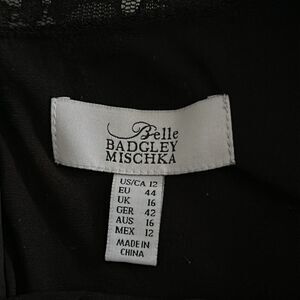 Belle
BADGLEY
MISCHKA
US/CA 12
EU 44
UK 16
GER 42
AUS 16
MEX 12
MADE IN
CHINA